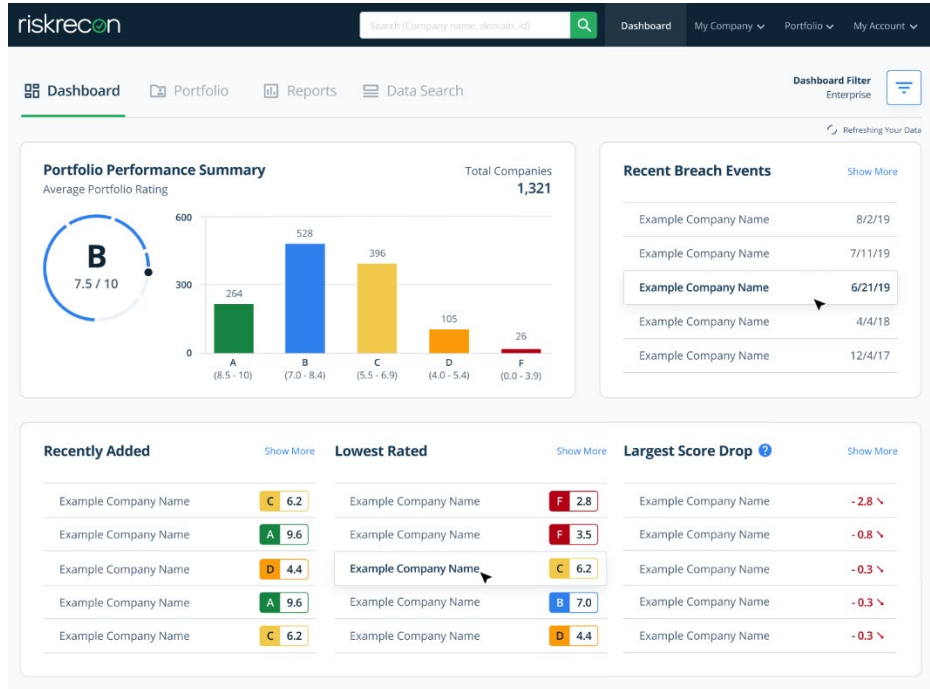 riskrecon
Search (Company name, domain, id)
Dashboard My Company Portfolio My Account
Dashboard Portfolio Reports Data Search
Dashboard Filter
Enterprise
Refreshing Your Data
Portfolio Performance Summary
Average Portfolio Rating
Total Companies
1,321
B
7.5 / 10
600
300
0
264
528
396
105
26
A B C D F
(8.5 - 10) (7.0 - 8.4) (5.5 - 6.9) (4.0 - 5.4) (0.0 - 3.9)
Recent Breach Events Show More
Example Company Name 8/2/19
Example Company Name 7/11/19
Example Company Name 6/21/19
Example Company Name 4/4/18
Example Company Name 12/4/17
Recently Added Show More
Example Company Name C 6.2
Example Company Name A 9.6
Example Company Name D 4.4
Example Company Name A 9.6
Example Company Name C 6.2
Lowest Rated Show More
Example Company Name F 2.8
Example Company Name F 3.5
Example Company Name C 6.2
Example Company Name B 7.0
Example Company Name D 4.4
Largest Score Drop ? Show More
Example Company Name - 2.8
Example Company Name - 0.8
Example Company Name - 0.3
Example Company Name - 0.3
Example Company Name - 0.3